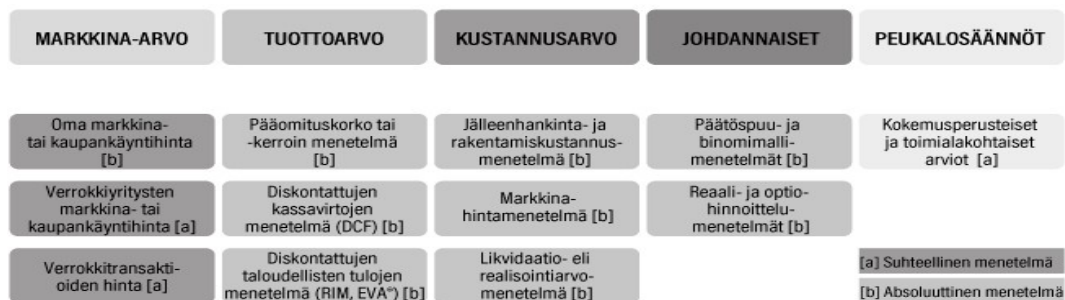 MARKKINA-ARVO
TUOTTOARVO
KUSTANNUSARVO
JOHDANNAISET
PEUKALOSÄÄNNÖT
Oma markkina-
tai kaupankäyntihinta
[b]
Pääomituskorko tai
-kerroin menetelmä
[b]
Jälleenhankinta- ja
rakentamiskustannus-
menetelmä [b]
Päätöspuu- ja
binomimalli-
menetelmät [b]
Kokemusperusteiset
ja toimialakohtaiset
arviot [a]
Verrokkiyritysten
markkina- tai
kaupankäyntihinta [a]
Diskontattujen
kassavirtojen
menetelmä (DCF) [b]
Markkina-
hintamenetelmä [b]
Reaali- ja optio-
hinnoittelu-
menetelmät [b]
Verrokkitransakti-
oiden hinta [a]
Diskontattujen
taloudellisten tulojen
menetelmä (RIM, EVA®) [b]
Likvidaatio- eli
realisointiarvo-
menetelmä [b]
[a] Suhteellinen menetelmä
[b] Absoluuttinen menetelmä